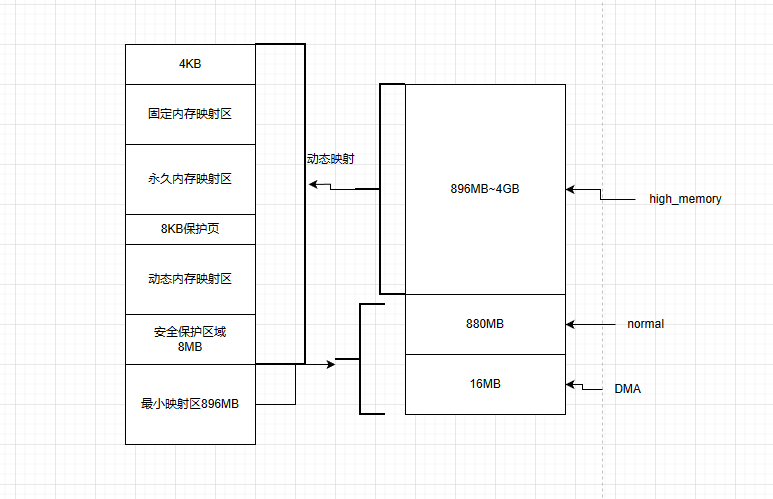 4KB
固定内存映射区
永久内存映射区
8KB保护页
动态内存映射区
安全保护区域
8MB
最小映射区896MB
动态映射
896MB~4GB
880MB
16MB
high_memory
normal
DMA